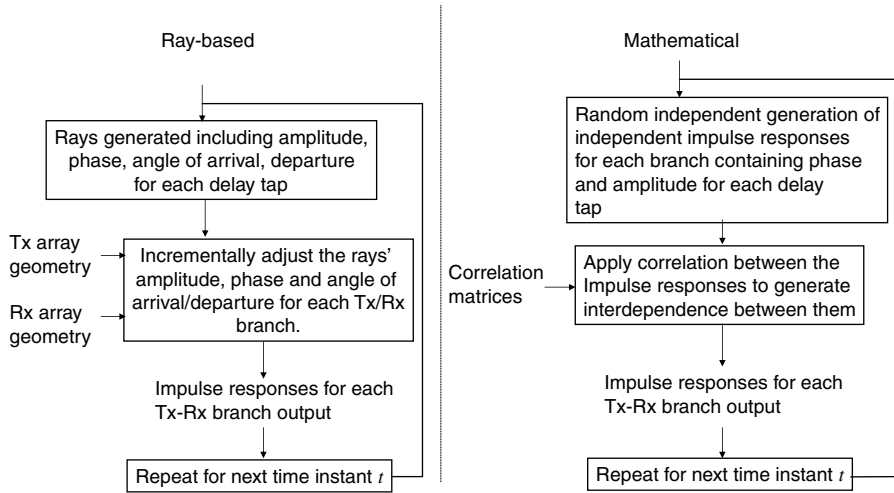 Ray-based
Rays generated including amplitude,
phase, angle of arrival, departure
for each delay tap
Tx array
geometry
Rx array
geometry
Incrementally adjust the rays'
amplitude, phase and angle of
arrival/departure for each Tx/Rx
branch.
Impulse responses for each
Tx-Rx branch output
Repeat for next time instant t
Mathematical
Random independent generation of
independent impulse responses
for each branch containing phase
and amplitude for each delay
tap
Correlation
matrices
Apply correlation between the
Impulse responses to generate
interdependence between them
Impulse responses for each
Tx-Rx branch output
Repeat for next time instant t